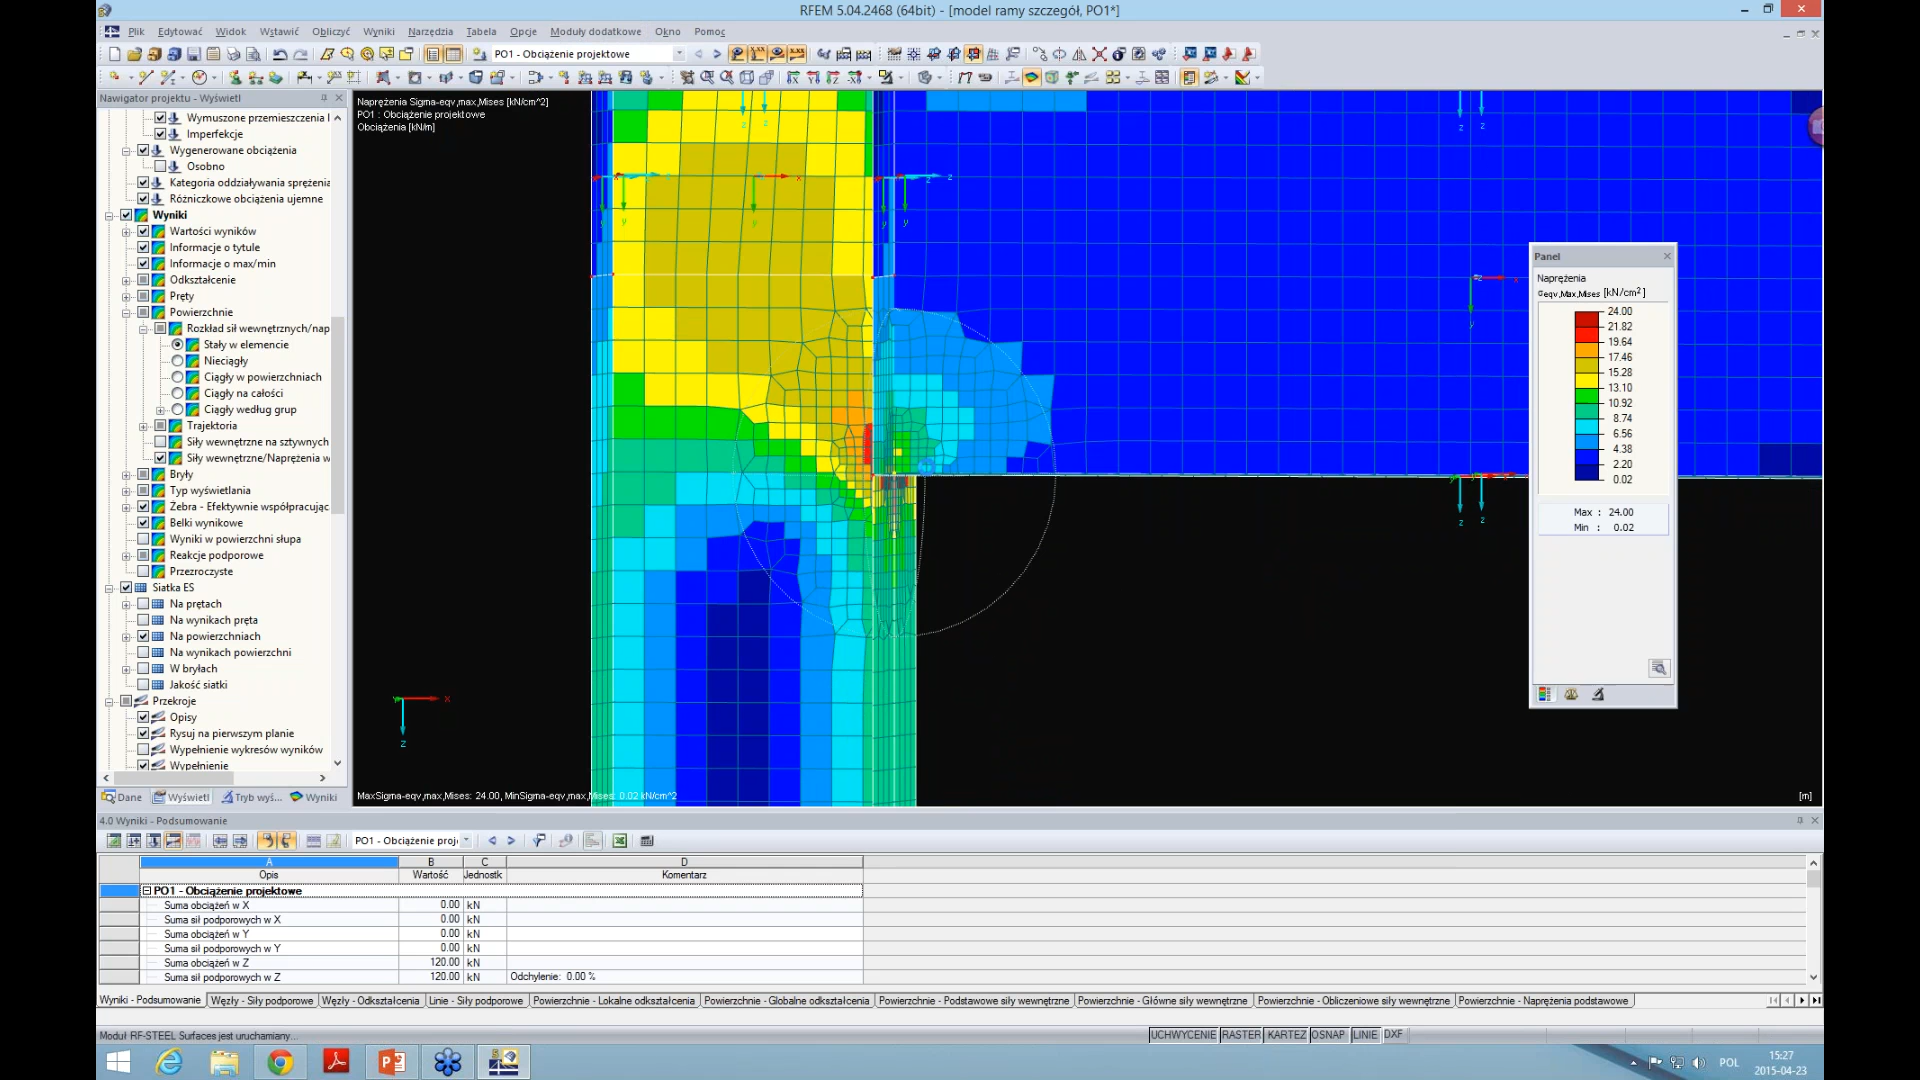 RFEM 5.04.2468 (64bit) - [model ramy szczegół, PO1*]
Plik Edytować Widok Wstawić Obliczyć Wyniki Narzędzia Tabela Opcje Moduły dodatkowe Okno Pomoc
PO1 - Obciążenie projektowe
Nawigator projektu - Wyświetl
Wymuszone przemieszczenia l
Imperfekcje
Wygenerowane obciążenia
Osobno
Kategoria oddziaływania sprężenia
Różniczkowe obciążenia ujemne
Wyniki
Wartości wyników
Informacje o tytule
Informacje o max/min
Odkształcenie
Pręty
Powierzchnie
Rozkład sił wewnętrznych/nap
Stały w elemencie
Nieciągły
Ciągły w powierzchniach
Ciągły na całości
Ciągły według grup
Trajektoria
Siły wewnętrzne na sztywnych
Siły wewnętrzne/Naprężenia w
Bryły
Typ wyświetlania
Żebra - Efektywnie współpracując
Belki wynikowe
Wyniki w powierzchni słupa
Reakcje podporowe
Przezroczyste
Siatka ES
Na prętach
Na wynikach pręta
Na powierzchniach
Na wynikach powierzchni
W bryłach
Jakość siatki
Przekroje
Opisy
Rysuj na pierwszym planie
Wypełnienie wykresów wyników
Wypełnienie
Dane Wyświetl Tryb wyś... Wyniki
Naprężenia Sigma-eqv,max,Mises [kN/cm^2]
PO1 : Obciążenie projektowe
Obciążenia [kN/m]
Panel
Naprężenia
σeqv,Max,Mises [kN/cm2]
24.00
21.82
19.64
17.46
15.28
13.10
10.92
8.74
6.56
4.38
2.20
0.02
Max : 24.00
Min : 0.02
MaxSigma-eqv,max,Mises: 24.00, MinSigma-eqv,max,Mises: 0.02 kN/cm^2
[m]
4.0 Wyniki - Podsumowanie
PO1 - Obciążenie proj
A B C D
Opis Wartość Jednostk Komentarz
PO1 - Obciążenie projektowe
Suma obciążeń w X 0.00 kN
Suma sił podporowych w X 0.00 kN
Suma obciążeń w Y 0.00 kN
Suma sił podporowych w Y 0.00 kN
Suma obciążeń w Z 120.00 kN
Suma sił podporowych w Z 120.00 kN Odchylenie: 0.00 %
Wyniki - Podsumowanie Węzły - Siły podporowe Węzły - Odkształcenia Linie - Siły podporowe Powierzchnie - Lokalne odkształcenia Powierzchnie - Globalne odkształcenia Powierzchnie - Podstawowe siły wewnętrzne Powierzchnie - Główne siły wewnętrzne Powierzchnie - Obliczeniowe siły wewnętrzne Powierzchnie - Naprężenia podstawowe
Moduł RF-STEEL Surfaces jest uruchamiany...
UCHWYCENIE RASTER KARTEZ OSNAP LINIE DXF
POL
15:27
2015-04-23